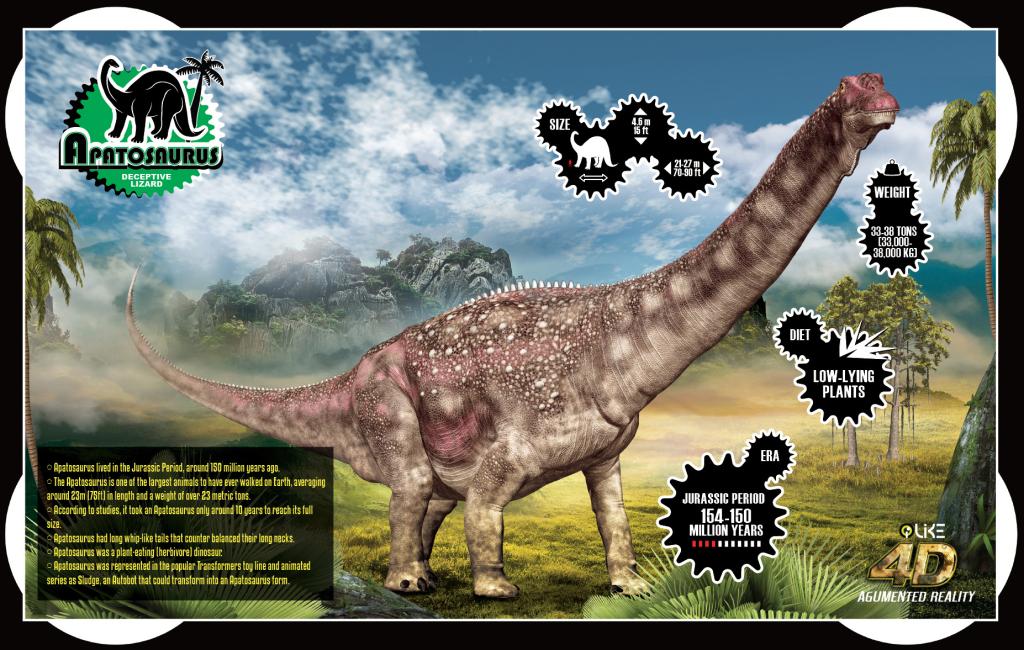 APATOSAURUS
DECEPTIVE
LIZARD
SIZE
4.6 m
15 ft
21-27 m
70-90 ft
WEIGHT
33-38 TONS
(33,000-
38,000 KG)
DIET
LOW-LYING
PLANTS
ERA
JURASSIC PERIOD
154-150
MILLION YEARS
○ Apatosaurus lived in the Jurassic Period, around 150 million years ago.
○ The Apatosaurus is one of the largest animals to have ever walked on Earth, averaging
around 23m (75ft) in length and a weight of over 23 metric tons.
○ According to studies, it took an Apatosaurus only around 10 years to reach its full
size.
○ Apatosaurus had long whip-like tails that counter balanced their long necks.
○ Apatosaurus was a plant-eating (herbivore) dinosaur.
○ Apatosaurus was represented in the popular Transformers toy line and animated
series as Sludge, an Autobot that could transform into an Apatosaurus form.
QLIKE
4D
AGUMENTED REALITY